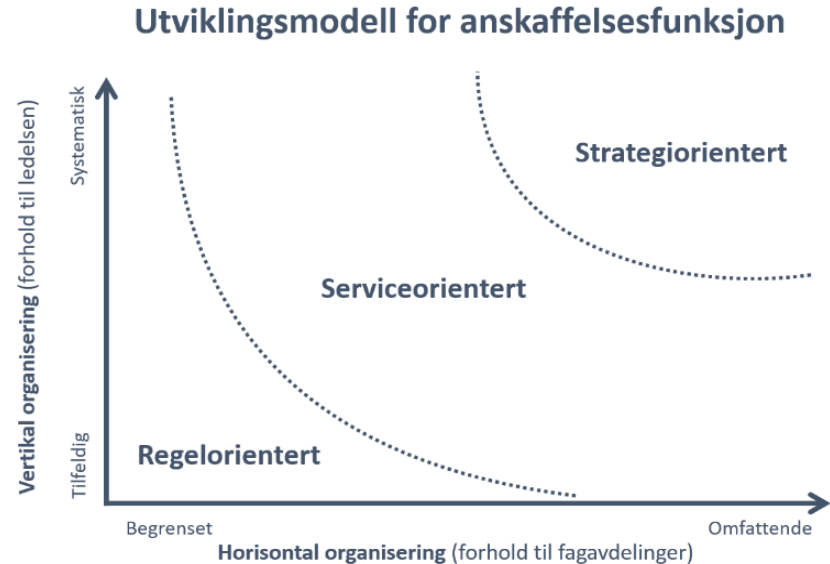 Utviklingsmodell for anskaffelsesfunksjon
Vertikal organisering (forhold til ledelsen)
Systematisk
Tilfeldig
Strategiorientert
Serviceorientert
Regelorientert
Begrenset
Omfattende
Horisontal organisering (forhold til fagavdelinger)